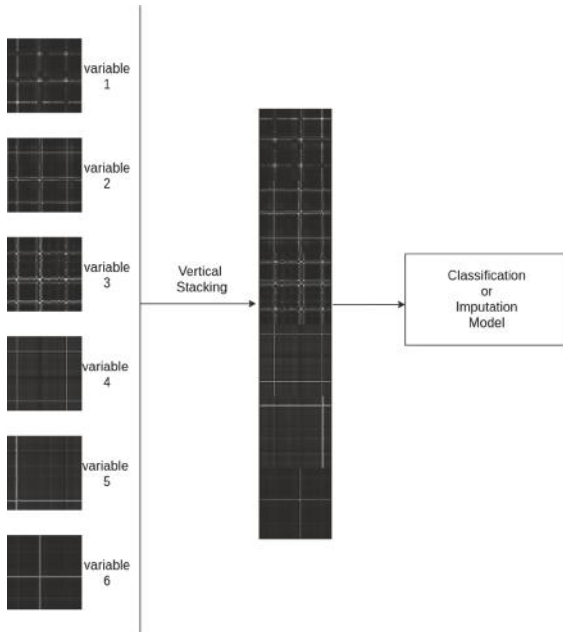 variable
1
variable
2
variable
3
variable
4
variable
5
variable
6
Vertical
Stacking
Classification
or
Imputation
Model